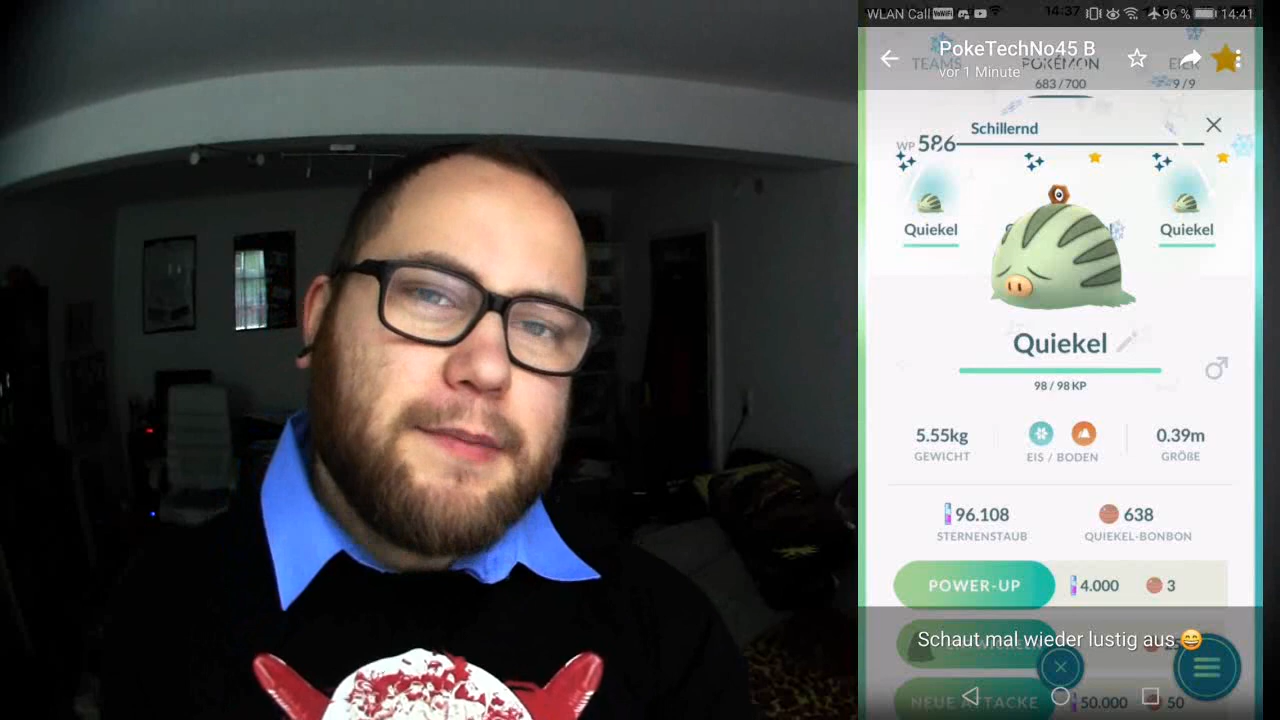 WLAN Call VoWiFi 14:37 96 % 14:41
PokeTechNo45 B
vor 1 Minute
TEAMS POKÉMON EIER
683/700 9/9
Schillernd
WP 586
Quiekel Quiekel
Quiekel
98 / 98 KP
5.55kg 0.39m
GEWICHT EIS / BODEN GRÖßE
96.108 638
STERNENSTAUB QUIEKEL-BONBON
POWER-UP 4.000 3
Schaut mal wieder lustig aus
NEUE ATTACKE 50.000 50